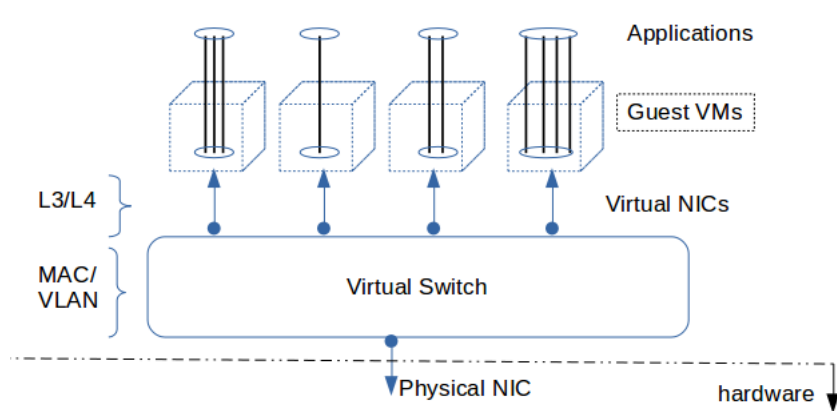 Applications
Guest VMs
L3/L4
Virtual NICs
MAC/
VLAN
Virtual Switch
Physical NIC
hardware